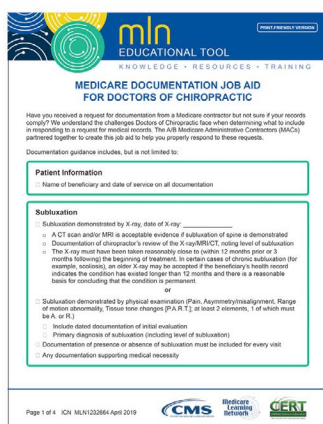 mln
PRINT-FRIENDLY VERSION
EDUCATIONAL TOOL
KNOWLEDGE • RESOURCES • TRAINING
MEDICARE DOCUMENTATION JOB AID
FOR DOCTORS OF CHIROPRACTIC
Have you received a request for documentation from a Medicare contractor but not sure if your records
comply? We understand the challenges Doctors of Chiropractic face when determining what to include
in responding to a request for medical records. The A/B Medicare Administrative Contractors (MACs)
partnered together to create this job aid to help you properly respond to these requests.
Documentation guidance includes, but is not limited to:
Patient Information
□ Name of beneficiary and date of service on all documentation
Subluxation
□ Subluxation demonstrated by X-ray, date of X-ray: ______________
□ A CT scan and/or MRI is acceptable evidence if subluxation of spine is demonstrated
□ Documentation of chiropractor's review of the X-ray/MRI/CT, noting level of subluxation
□ The X-ray must have been taken reasonably close to (within 12 months prior or 3
months following) the beginning of treatment. In certain cases of chronic subluxation (for
example, scoliosis), an older X-ray may be accepted if the beneficiary's health record
indicates the condition has existed longer than 12 months and there is a reasonable
basis for concluding that the condition is permanent.
or
□ Subluxation demonstrated by physical examination (Pain, Asymmetry/misalignment, Range
of motion abnormality, Tissue tone changes [P.A.R.T.]; at least 2 elements, 1 of which must
be A. or R.)
□ Include dated documentation of initial evaluation
□ Primary diagnosis of subluxation (including level of subluxation)
□ Documentation of presence or absence of subluxation must be included for every visit
□ Any documentation supporting medical necessity
Page 1 of 4 ICN MLN1232664 April 2019
CMS
Medicare
Learning
Network
CERT